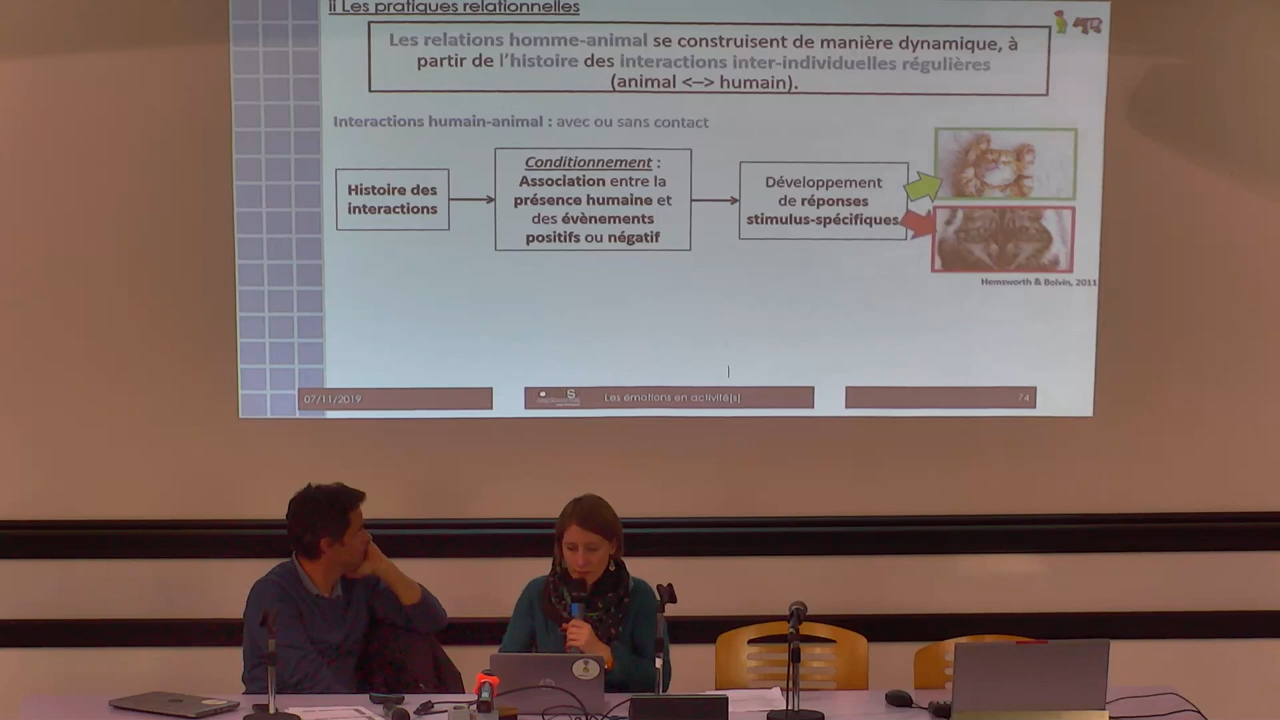 ii Les pratiques relationnelles
Les relations homme-animal se construisent de manière dynamique, à
partir de l'histoire des interactions inter-individuelles régulières
(animal <–> humain).
Interactions humain-animal : avec ou sans contact
Histoire des
interactions
Conditionnement :
Association entre la
présence humaine et
des évènements
positifs ou négatif
Développement
de réponses
stimulus-spécifiques
Hemsworth & Boivin, 2011
07/11/2019
Les émotions en activité[s]
74